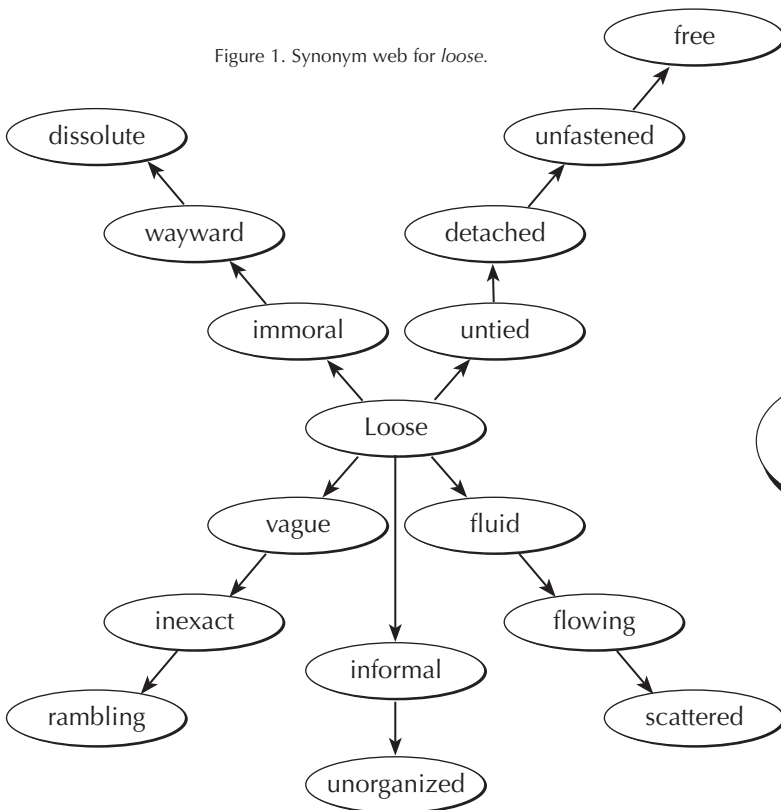 free
Figure 1. Synonym web for loose.
dissolute
unfastened
wayward
detached
immoral
untied
Loose
vague
fluid
inexact
flowing
informal
rambling
scattered
unorganized